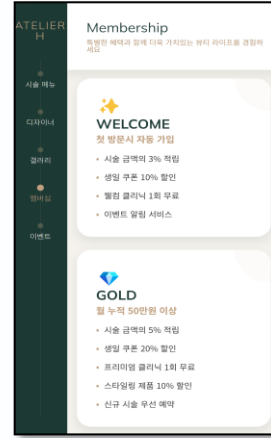 ATELIER
H
시술 메뉴
디자이너
갤러리
멤버십
이벤트
Membership
특별한 혜택과 함께 더욱 가치있는 뷰티 라이프를 경험하
세요
WELCOME
첫 방문시 자동 가입
• 시술 금액의 3% 적립
• 생일 쿠폰 10% 할인
• 웰컴 클리닉 1회 무료
• 이벤트 알림 서비스
GOLD
월 누적 50만원 이상
• 시술 금액의 5% 적립
• 생일 쿠폰 20% 할인
• 프리미엄 클리닉 1회 무료
• 스타일링 제품 10% 할인
• 신규 시술 우선 예약